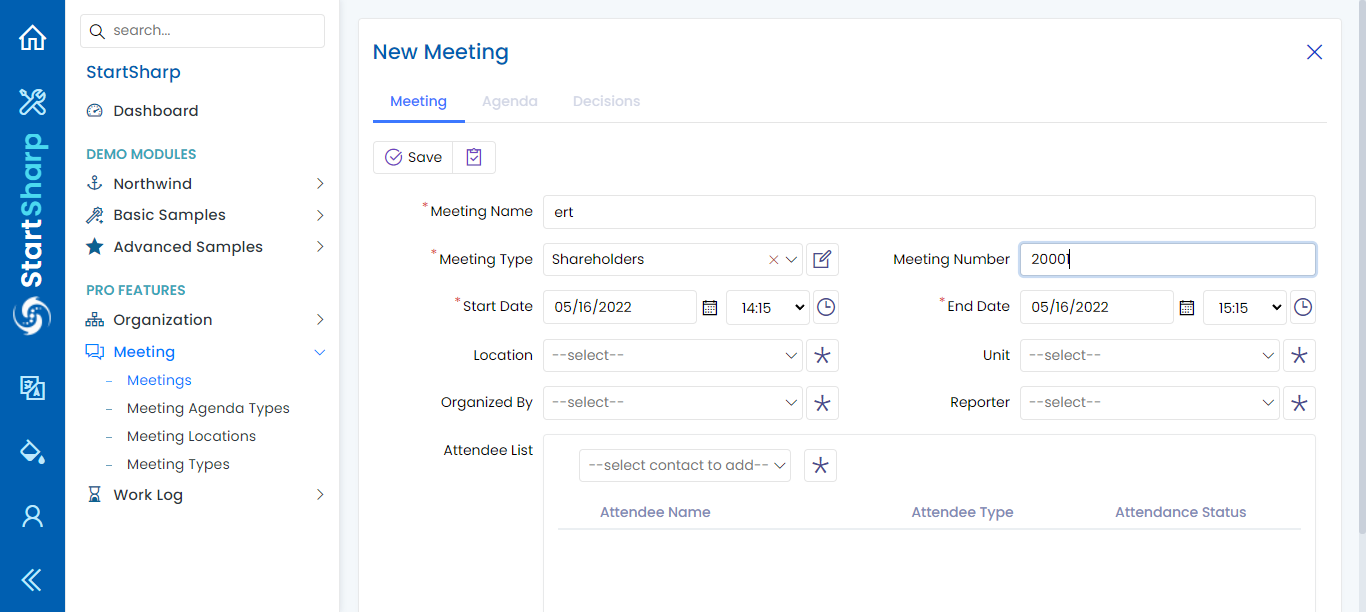 search...
StartSharp
StartSharp
Dashboard
DEMO MODULES
Northwind
Basic Samples
Advanced Samples
PRO FEATURES
Organization
Meeting
Meetings
Meeting Agenda Types
Meeting Locations
Meeting Types
Work Log
New Meeting
Meeting Agenda Decisions
Save
*Meeting Name ert
*Meeting Type Shareholders Meeting Number 20001
*Start Date 05/16/2022 14:15 *End Date 05/16/2022 15:15
Location --select-- Unit --select--
Organized By --select-- Reporter --select--
Attendee List
--select contact to add--
Attendee Name Attendee Type Attendance Status